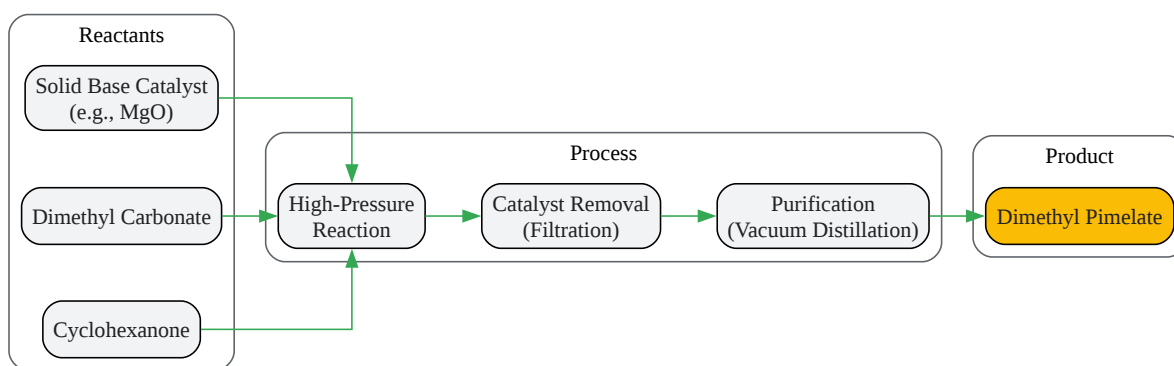 Reactants
Solid Base Catalyst
(e.g., MgO)
Dimethyl Carbonate
Cyclohexanone
Process
High-Pressure
Reaction
Catalyst Removal
(Filtration)
Purification
(Vacuum Distillation)
Product
Dimethyl Pimelate